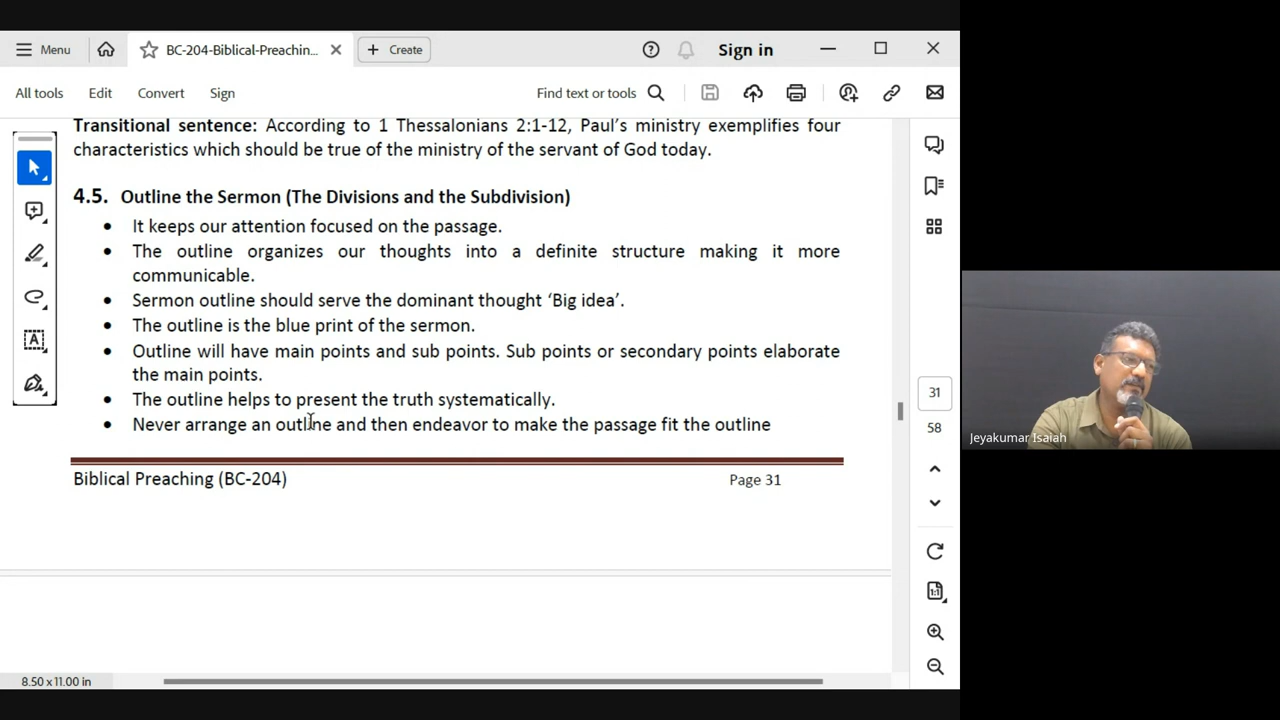 Menu
BC-204-Biblical-Preachin...
Create
Sign in
All tools
Edit
Convert
Sign
Find text or tools
Transitional sentence: According to 1 Thessalonians 2:1-12, Paul's ministry exemplifies four
characteristics which should be true of the ministry of the servant of God today.
4.5. Outline the Sermon (The Divisions and the Subdivision)
• It keeps our attention focused on the passage.
• The outline organizes our thoughts into a definite structure making it more
communicable.
• Sermon outline should serve the dominant thought 'Big idea'.
• The outline is the blue print of the sermon.
• Outline will have main points and sub points. Sub points or secondary points elaborate
the main points.
• The outline helps to present the truth systematically.
• Never arrange an outline and then endeavor to make the passage fit the outline
Biblical Preaching (BC-204)
Page 31
31
58
1:1
8.50 x 11.00 in
Jeyakumar Isaiah